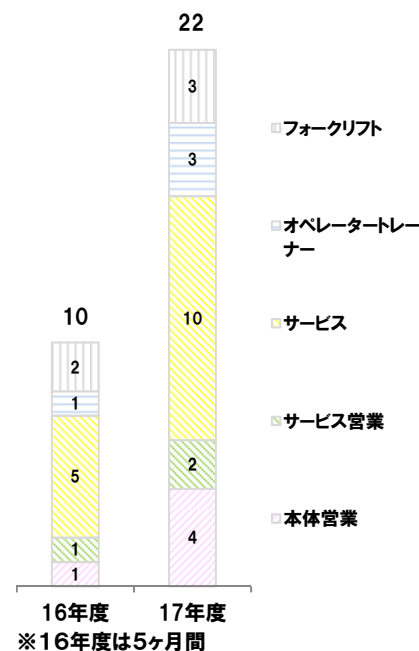 22
3
3
10
2
4
10
2
1
5
1
1
フォークリフト
オペレータートレー
ナー
サービス
サービス営業
本体営業
16年度
17年度
※16年度は5ヶ月間